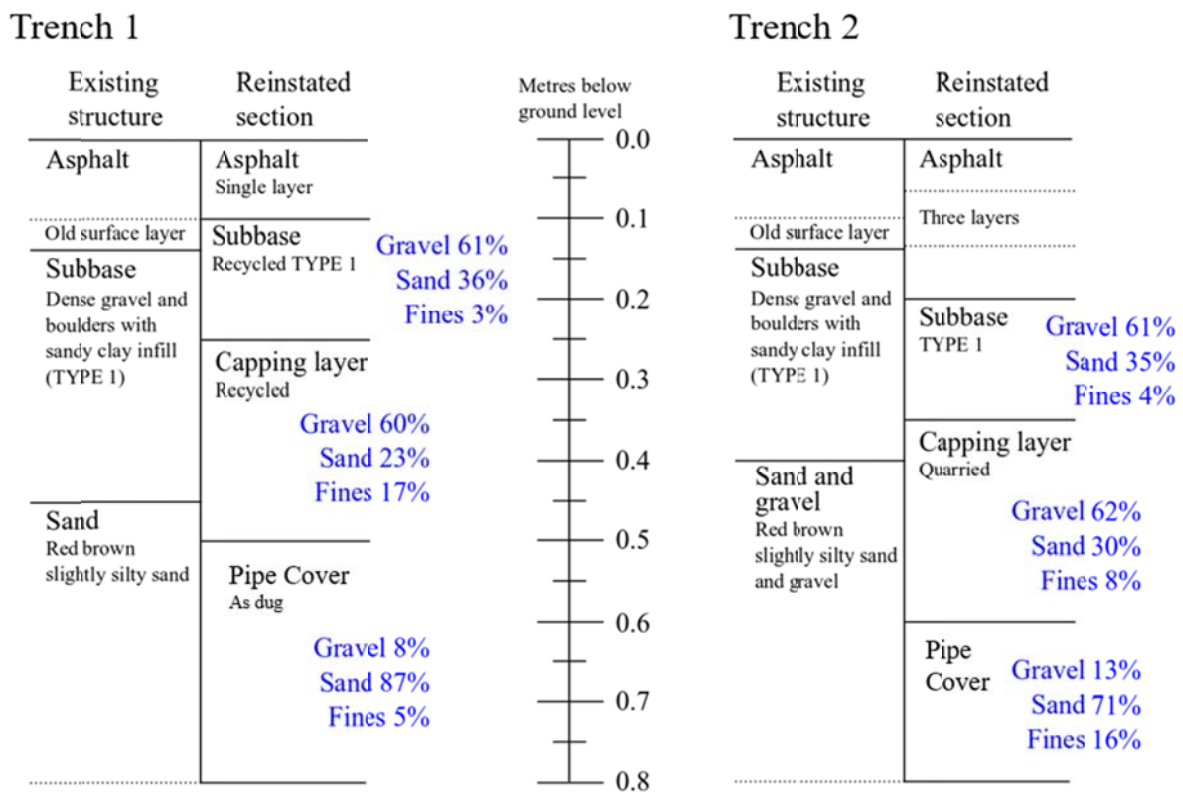 Trench 1
Existing
structure
Reinstated
section
Asphalt
Old surface layer
Subbase
Dense gravel and
boulders with
sandy clay infill
(TYPE 1)
Sand
Red brown
slightly silty sand
Asphalt
Single layer
Subbase
Recycled TYPE 1
Gravel 61%
Sand 36%
Fines 3%
Capping layer
Recycled
Gravel 60%
Sand 23%
Fines 17%
Pipe Cover
As dug
Gravel 8%
Sand 87%
Fines 5%
Metres below
ground level
0.0
0.1
0.2
0.3
0.4
0.5
0.6
0.7
0.8
Trench 2
Existing
structure
Reinstated
section
Asphalt
Old surface layer
Subbase
Dense gravel and
boulders with
sandy clay infill
(TYPE 1)
Sand and
gravel
Red brown
slightly silty sand
and gravel
Asphalt
Three layers
Subbase
TYPE 1
Gravel 61%
Sand 35%
Fines 4%
Capping layer
Quarried
Gravel 62%
Sand 30%
Fines 8%
Pipe
Cover
Gravel 13%
Sand 71%
Fines 16%